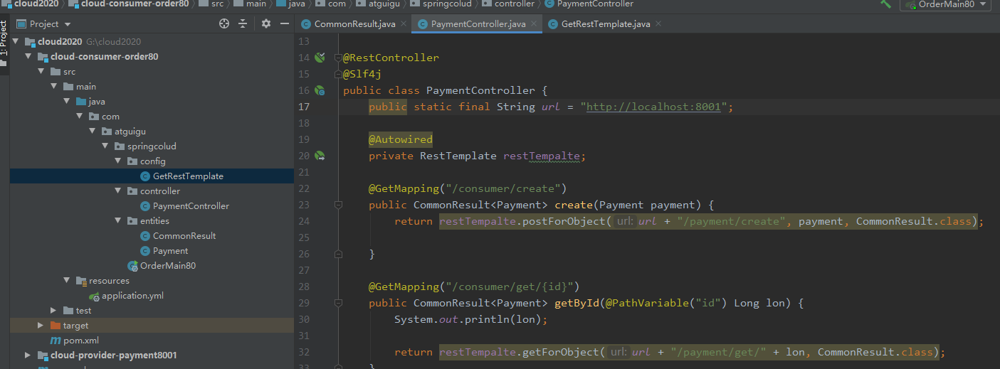 cloud2020 cloud-consumer-order80 src main java com atguigu springcolud controller PaymentController OrderMain80
1: Project
Project
CommonResult.java PaymentController.java GetRestTemplate.java
cloud2020 G:\cloud2020
cloud-consumer-order80
src
main
java
com
atguigu
springcolud
config
GetRestTemplate
controller
PaymentController
entities
CommonResult
Payment
OrderMain80
resources
application.yml
test
target
pom.xml
cloud-provider-payment8001
13
14 @RestController
15 @Slf4j
16 public class PaymentController {
17 public static final String url = "http://localhost:8001";
18
19 @Autowired
20 private RestTemplate restTempalte;
21
22 @GetMapping("/consumer/create")
23 public CommonResult<Payment> create(Payment payment) {
24 return restTempalte.postForObject( url: url + "/payment/create", payment, CommonResult.class);
25
26 }
27
28 @GetMapping("/consumer/get/{id}")
29 public CommonResult<Payment> getById(@PathVariable("id") Long lon) {
30 System.out.println(lon);
31
32 return restTempalte.getForObject( url: url + "/payment/get/" + lon, CommonResult.class);
33 }